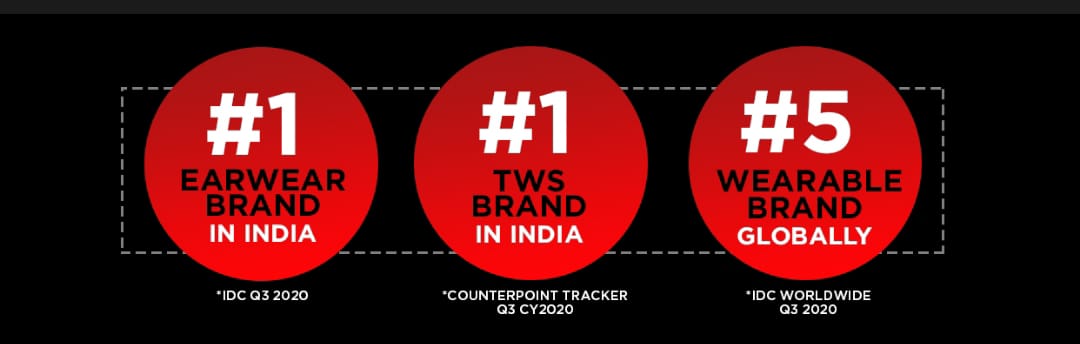 #1
EARWEAR
BRAND
IN INDIA
*IDC Q3 2020
#1
TWS
BRAND
IN INDIA
*COUNTERPOINT TRACKER
Q3 CY2020
#5
WEARABLE
BRAND
GLOBALLY
*IDC WORLDWIDE
Q3 2020